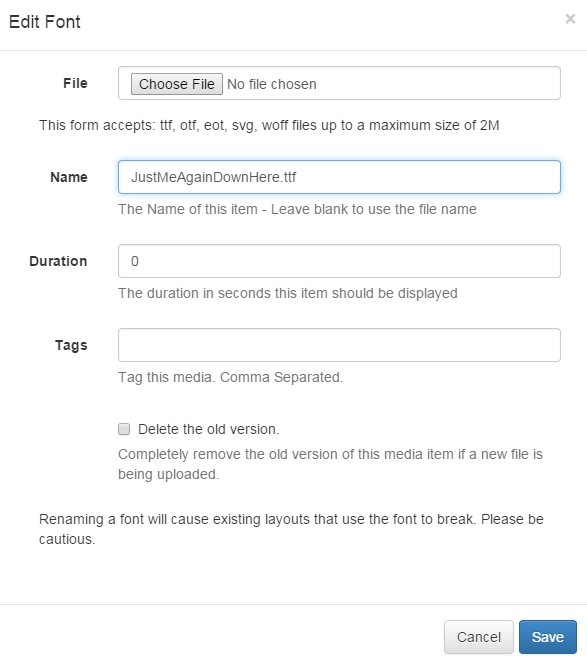 Edit Font ×
File Choose File No file chosen
This form accepts: ttf, otf, eot, svg, woff files up to a maximum size of 2M
Name JustMeAgainDownHere.ttf
The Name of this item - Leave blank to use the file name
Duration 0
The duration in seconds this item should be displayed
Tags
Tag this media. Comma Separated.
Delete the old version.
Completely remove the old version of this media item if a new file is
being uploaded.
Renaming a font will cause existing layouts that use the font to break. Please be
cautious.
Cancel Save